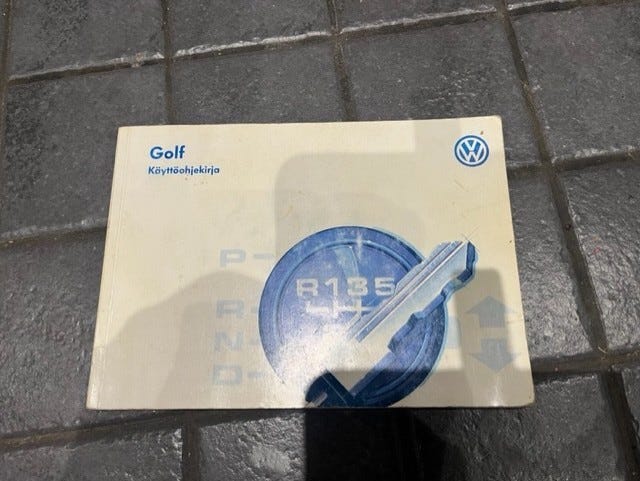 Golf
Käyttöohjekirja
VW
P-
R135
R-
N-
D-